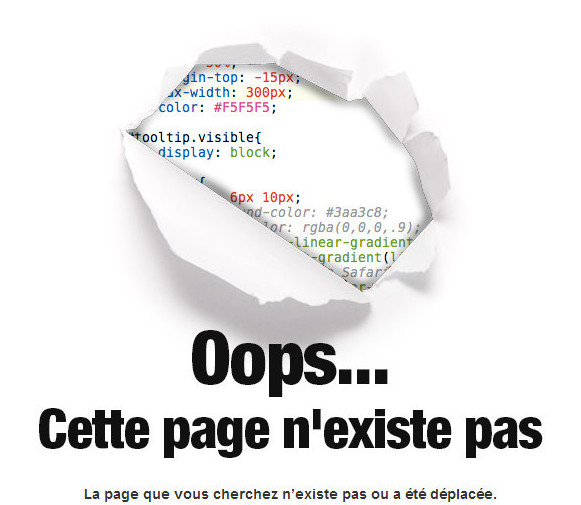 gin-top: -15px;
ax-width: 300px;
color: #F5F5F5;
tooltip.visible{
display: block;
{
6px 10px;
nd-color: #3aa3c8;
lor: rgba(0,0,0,.9);
-linear-gradient
-gradient(l
Safar
Oops...
Cette page n'existe pas
La page que vous cherchez n’existe pas ou a été déplacée.